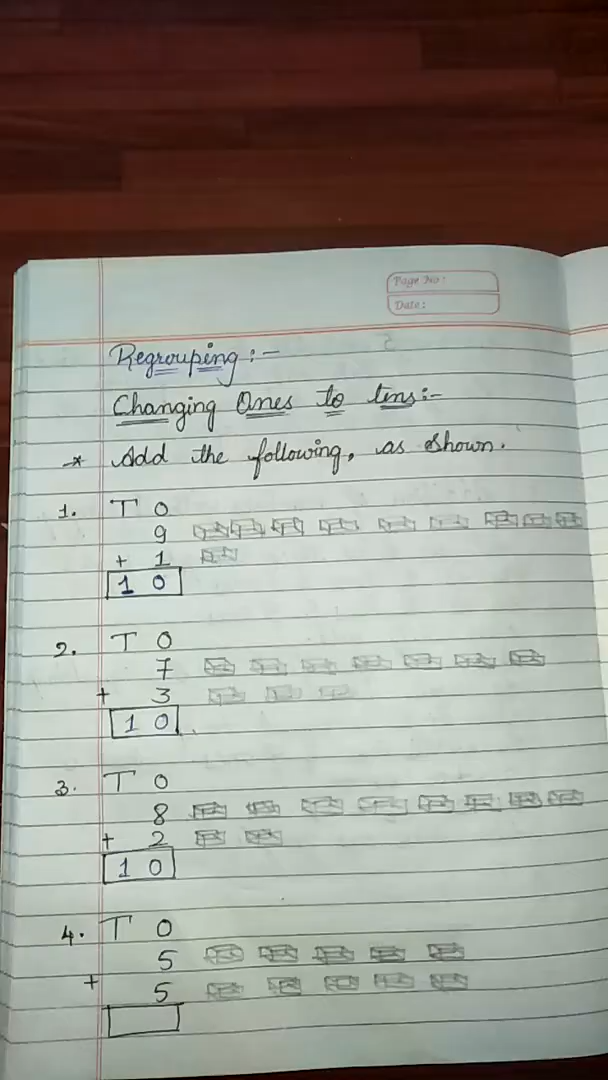 Page No :
Date :
Regrouping :-
Changing Ones to tens :-
* Add the following, as shown.
1. T O
9
+ 1
1 0
2. T O
7
+ 3
1 0
3. T O
8
+ 2
1 0
4. T O
5
+ 5